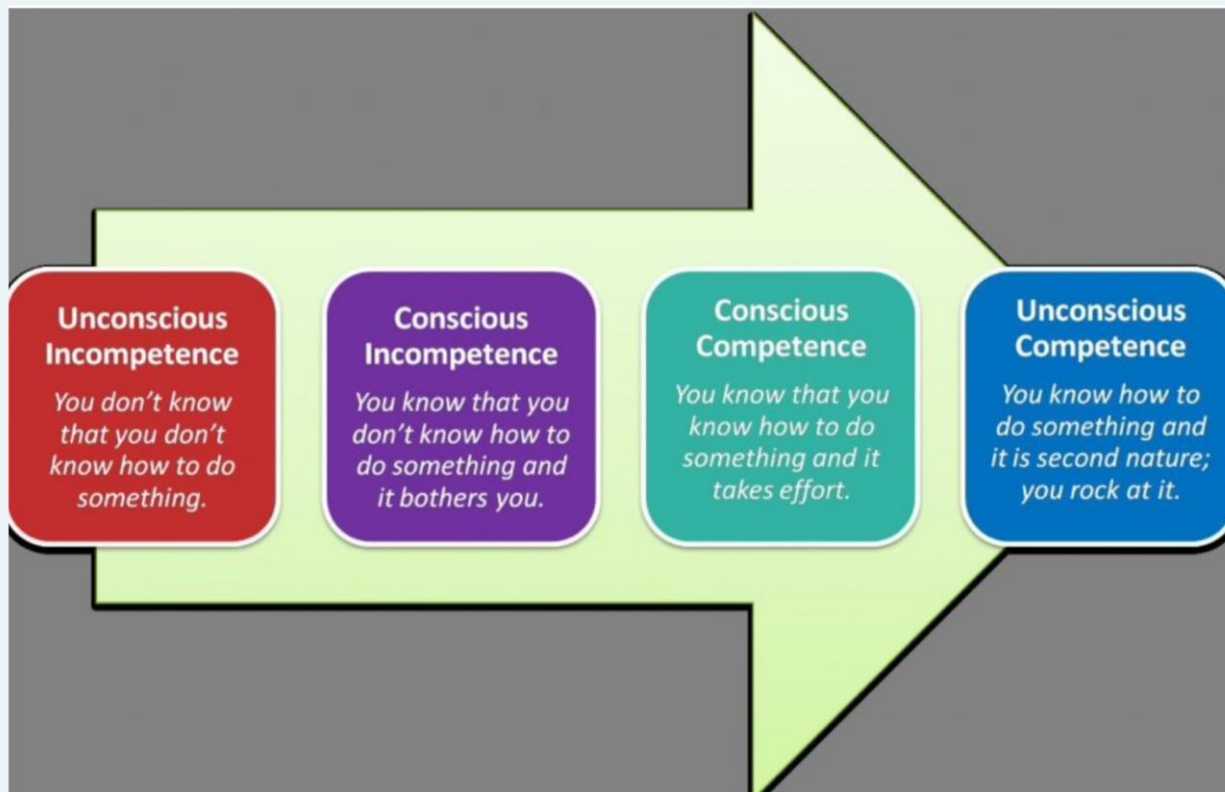 Unconscious
Incompetence
You don't know
that you don't
know how to do
something.
Conscious
Incompetence
You know that you
don't know how to
do something and
it bothers you.
Conscious
Competence
You know that you
know how to do
something and it
takes effort.
Unconscious
Competence
You know how to
do something and
it is second nature;
you rock at it.